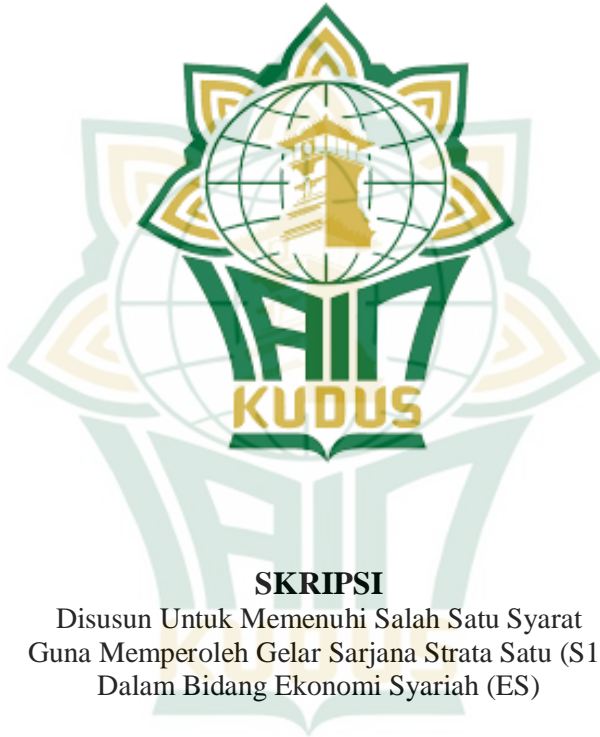 IAIN
KUDUS
SKRIPSI
Disusun Untuk Memenuhi Salah Satu Syarat
Guna Memperoleh Gelar Sarjana Strata Satu (S1
Dalam Bidang Ekonomi Syariah (ES)